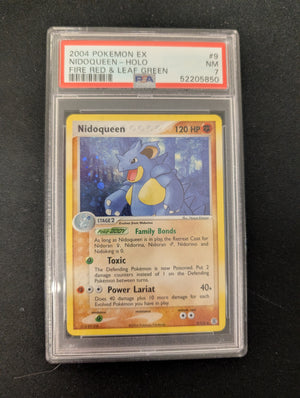 2004 POKEMON EX #9
NIDOQUEEN - HOLO NM
FIRE RED & LEAF GREEN 7
PSA 52205850
Nidoqueen 120 HP
STAGE 2 Evolves from Nidorina
Poké-BODY Family Bonds
As long as Nidoqueen is in play the Retreat Cost for
Nidoran ♀, Nidorina, Nidoran ♂, Nidorino and
Nidoking is 0.
Toxic
The Defending Pokémon is now Poisoned. Put 2
damage counters instead of 1 on the Defending
Pokémon between turns.
Power Lariat 40+
Does 40 damage plus 10 more damage for each
Evolved Pokémon you have in play.